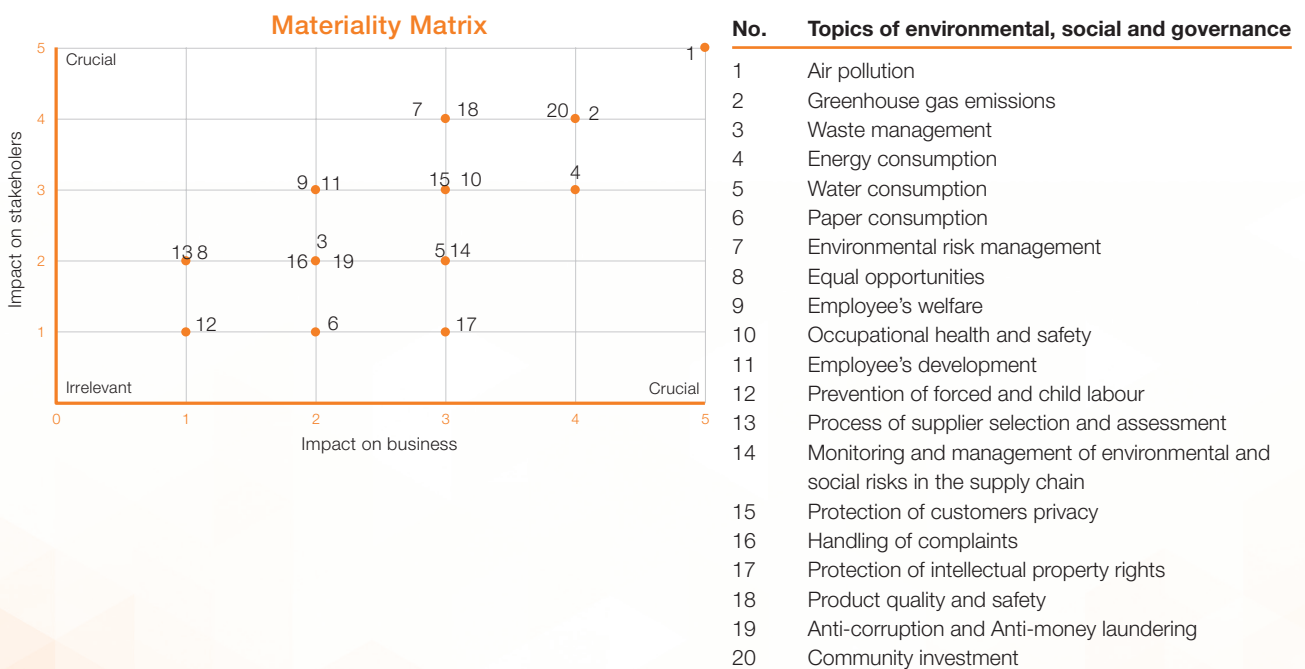 Materiality Matrix
5
Crucial
1
7 18
20 2
4
9 11
15 10
4
3
3
13 8
16 19
5 14
2
12
6
17
1
Irrelevant
Crucial
0 1 2 3 4 5
Impact on business
Impact on stakeholers
No. Topics of environmental, social and governance
1 Air pollution
2 Greenhouse gas emissions
3 Waste management
4 Energy consumption
5 Water consumption
6 Paper consumption
7 Environmental risk management
8 Equal opportunities
9 Employee’s welfare
10 Occupational health and safety
11 Employee’s development
12 Prevention of forced and child labour
13 Process of supplier selection and assessment
14 Monitoring and management of environmental and
social risks in the supply chain
15 Protection of customers privacy
16 Handling of complaints
17 Protection of intellectual property rights
18 Product quality and safety
19 Anti-corruption and Anti-money laundering
20 Community investment